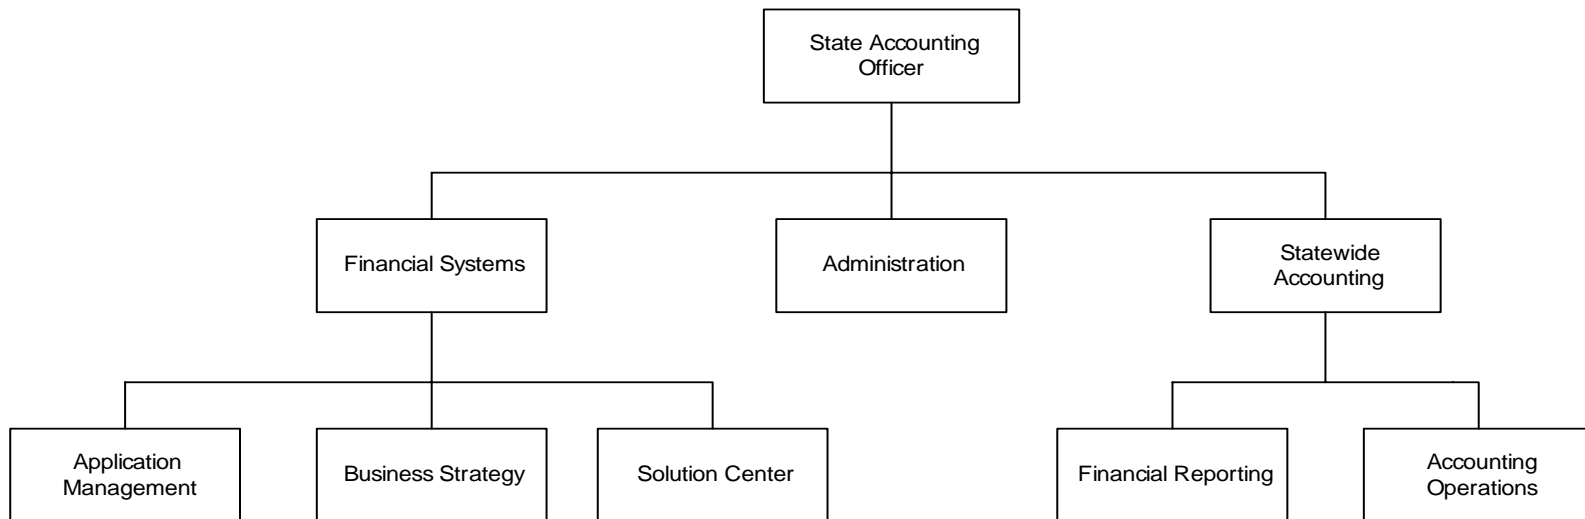 State Accounting
Officer
Financial Systems
Administration
Statewide
Accounting
Application
Management
Business Strategy
Solution Center
Financial Reporting
Accounting
Operations